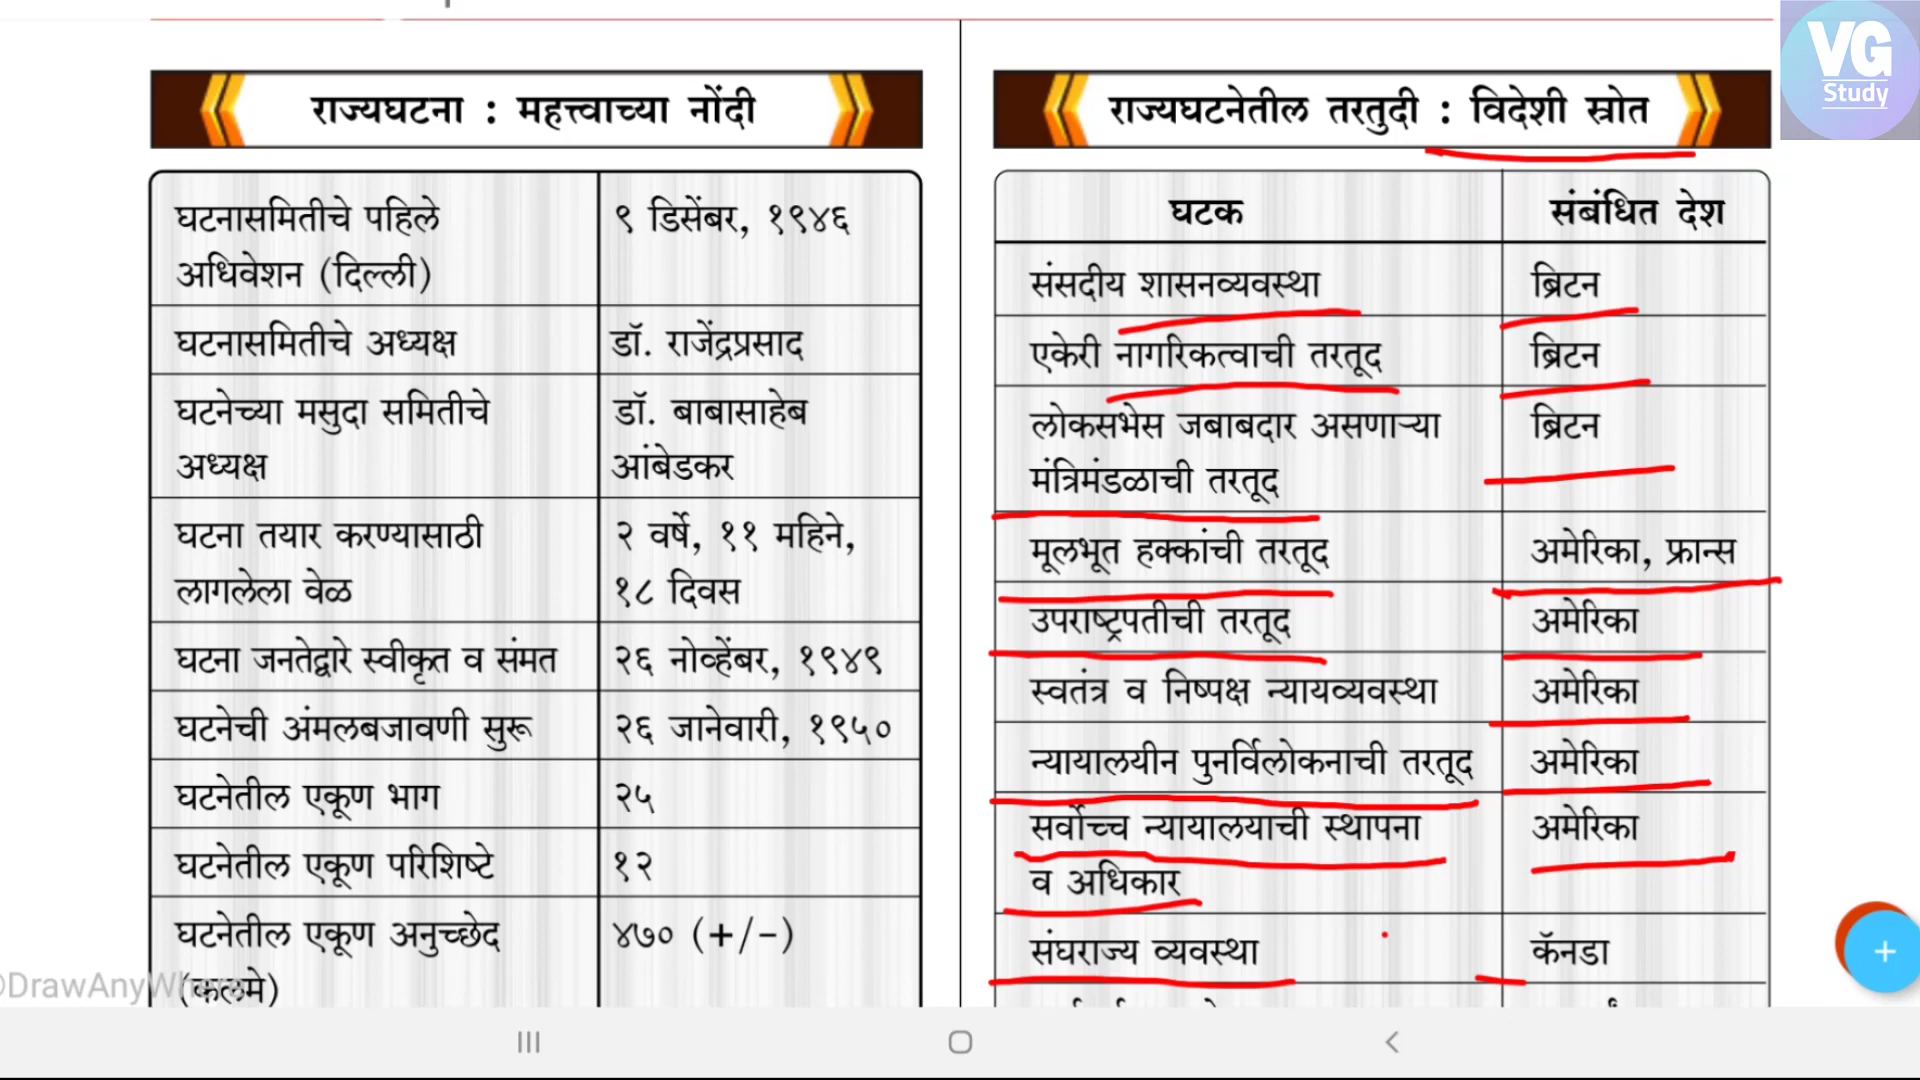 राज्यघटना : महत्त्वाच्या नोंदी
घटनासमितीचे पहिले ९ डिसेंबर, १९४६
अधिवेशन (दिल्ली)
घटनासमितीचे अध्यक्ष डॉ. राजेंद्रप्रसाद
घटनेच्या मसुदा समितीचे डॉ. बाबासाहेब
अध्यक्ष आंबेडकर
घटना तयार करण्यासाठी २ वर्षे, ११ महिने,
लागलेला वेळ १८ दिवस
घटना जनतेद्वारे स्वीकृत व संमत २६ नोव्हेंबर, १९४९
घटनेची अंमलबजावणी सुरू २६ जानेवारी, १९५०
घटनेतील एकूण भाग २५
घटनेतील एकूण परिशिष्टे १२
घटनेतील एकूण अनुच्छेद ४७० (+/-)
(कलमे)
राज्यघटनेतील तरतुदी : विदेशी स्रोत
घटक संबंधित देश
संसदीय शासनव्यवस्था ब्रिटन
एकेरी नागरिकत्वाची तरतूद ब्रिटन
लोकसभेस जबाबदार असणाऱ्या ब्रिटन
मंत्रिमंडळाची तरतूद
मूलभूत हक्कांची तरतूद अमेरिका, फ्रान्स
उपराष्ट्रपतीची तरतूद अमेरिका
स्वतंत्र व निष्पक्ष न्यायव्यवस्था अमेरिका
न्यायालयीन पुनर्विलोकनाची तरतूद अमेरिका
सर्वोच्च न्यायालयाची स्थापना अमेरिका
व अधिकार
संघराज्य व्यवस्था कॅनडा
VG
Study
DrawAnyWhere